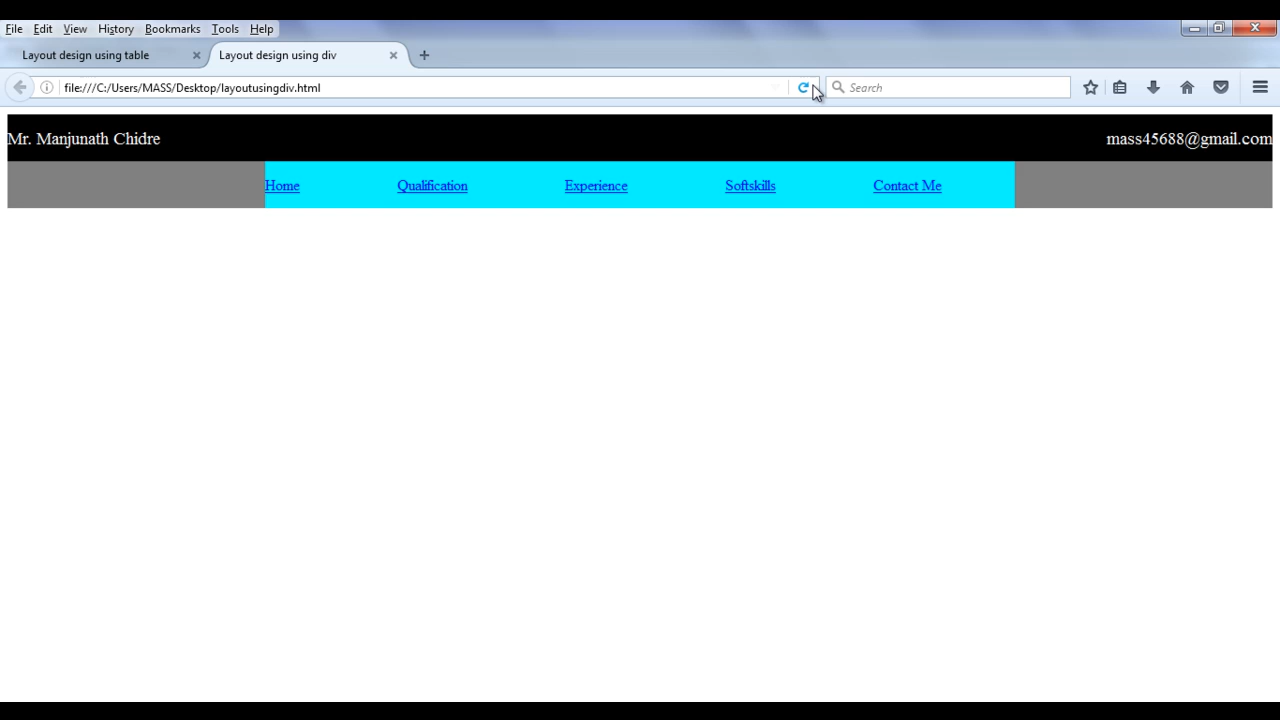 File Edit View History Bookmarks Tools Help
Layout design using table Layout design using div
file:///C:/Users/MASS/Desktop/layoutusingdiv.html Search
Mr. Manjunath Chidre mass45688@gmail.com
Home Qualification Experience Softskills Contact Me